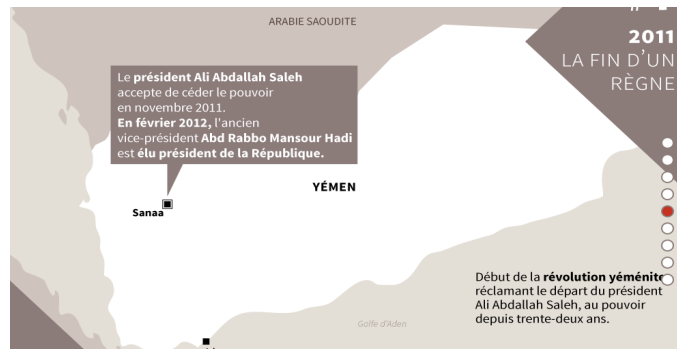 ARABIE SAOUDITE
2011
LA FIN D'UN
RÈGNE
Le président Ali Abdallah Saleh
accepte de céder le pouvoir
en novembre 2011.
En février 2012, l'ancien
vice-président Abd Rabbo Mansour Hadi
est élu président de la République.
YÉMEN
Sanaa
Début de la révolution yéménite
réclamant le départ du président
Ali Abdallah Saleh, au pouvoir
depuis trente-deux ans.
Golfe d'Aden